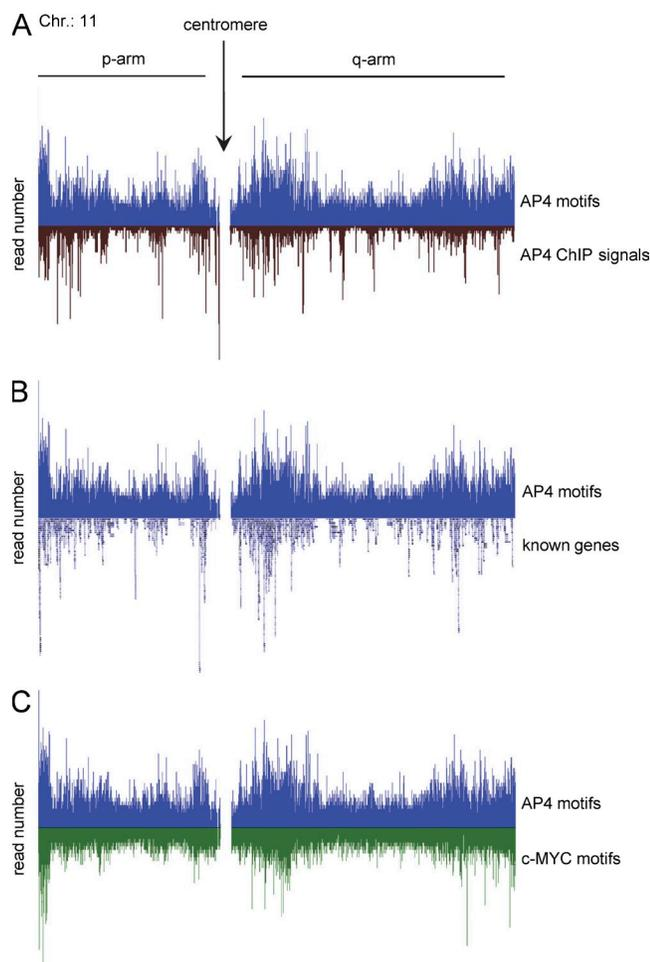 A Chr.: 11
centromere
p-arm
q-arm
read number
AP4 motifs
AP4 ChIP signals
B
read number
AP4 motifs
known genes
C
read number
AP4 motifs
c-MYC motifs